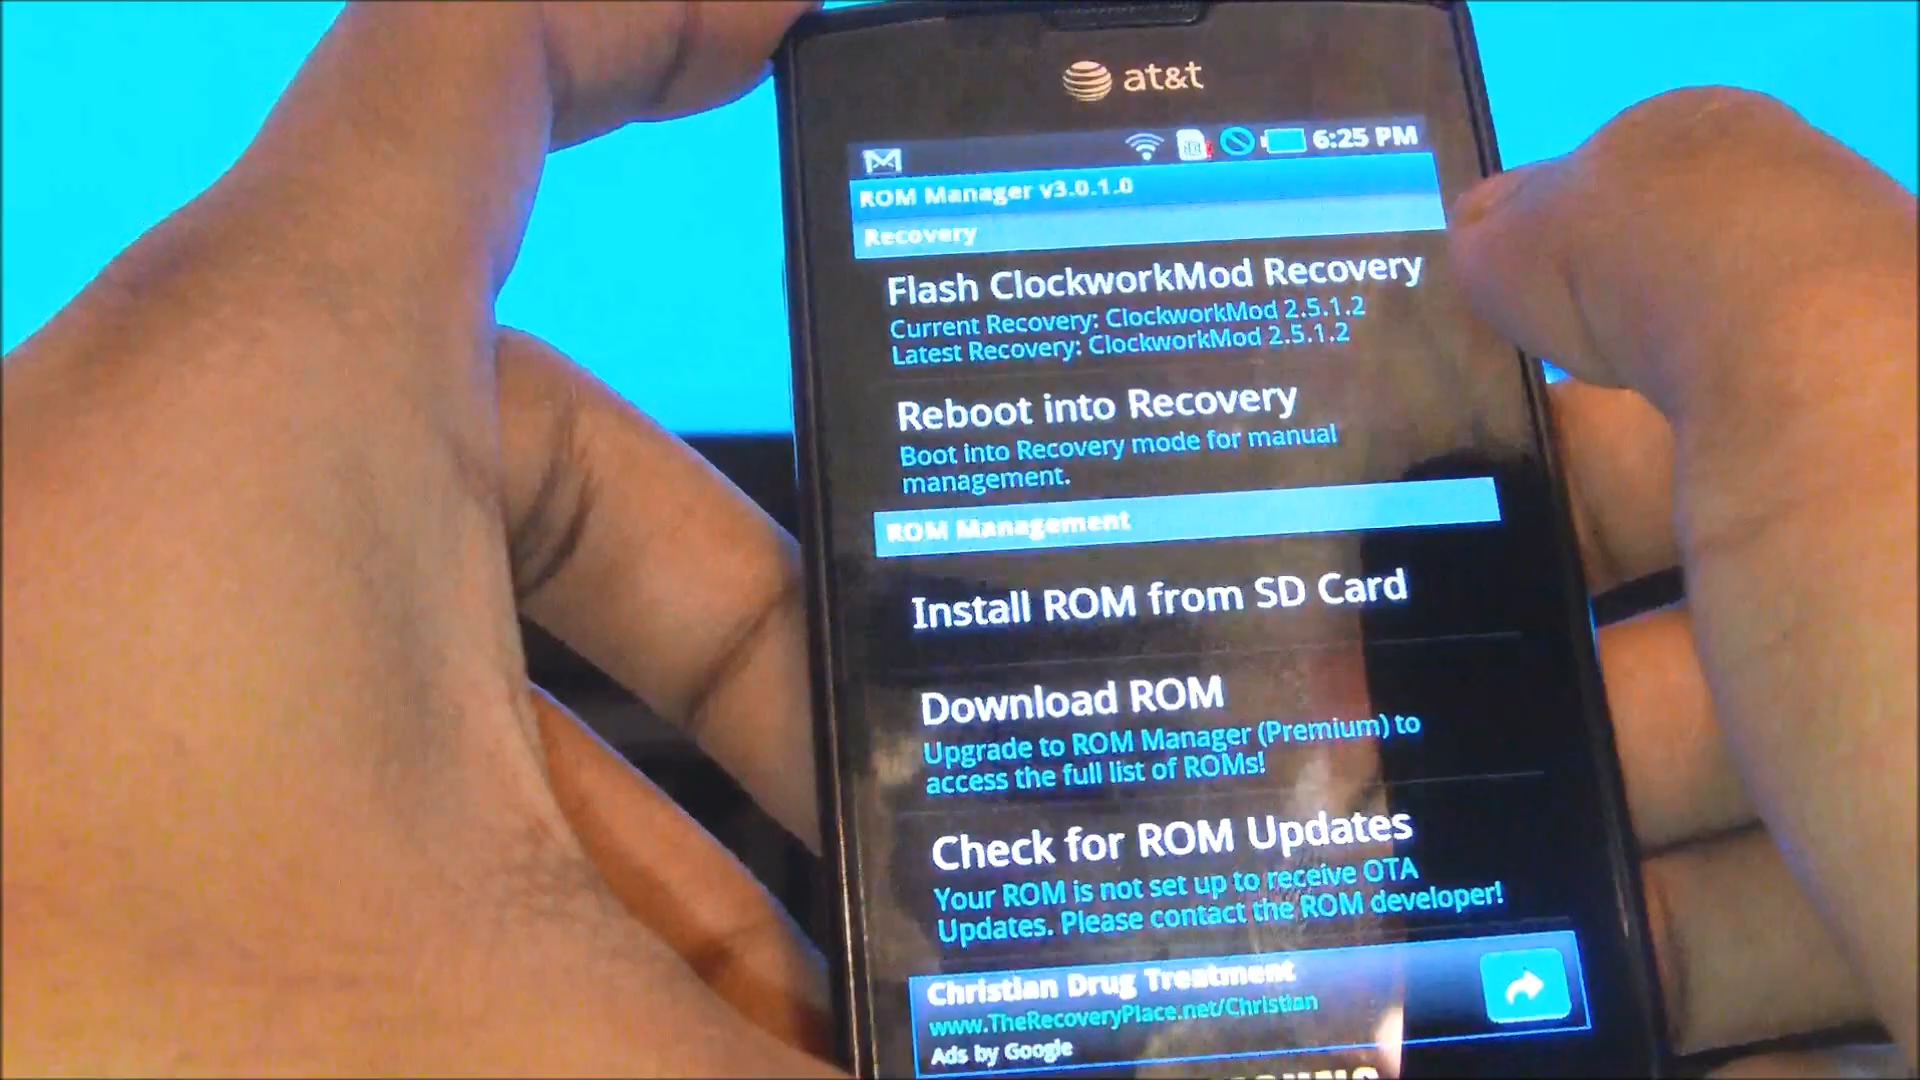 at&t
6:25 PM
ROM Manager v3.0.1.0
Recovery
Flash ClockworkMod Recovery
Current Recovery: ClockworkMod 2.5.1.2
Latest Recovery: ClockworkMod 2.5.1.2
Reboot into Recovery
Boot into Recovery mode for manual
management.
ROM Management
Install ROM from SD Card
Download ROM
Upgrade to ROM Manager (Premium) to
access the full list of ROMs!
Check for ROM Updates
Your ROM is not set up to receive OTA
Updates. Please contact the ROM developer!
Christian Drug Treatment
www.TheRecoveryPlace.net/Christian
Ads by Google